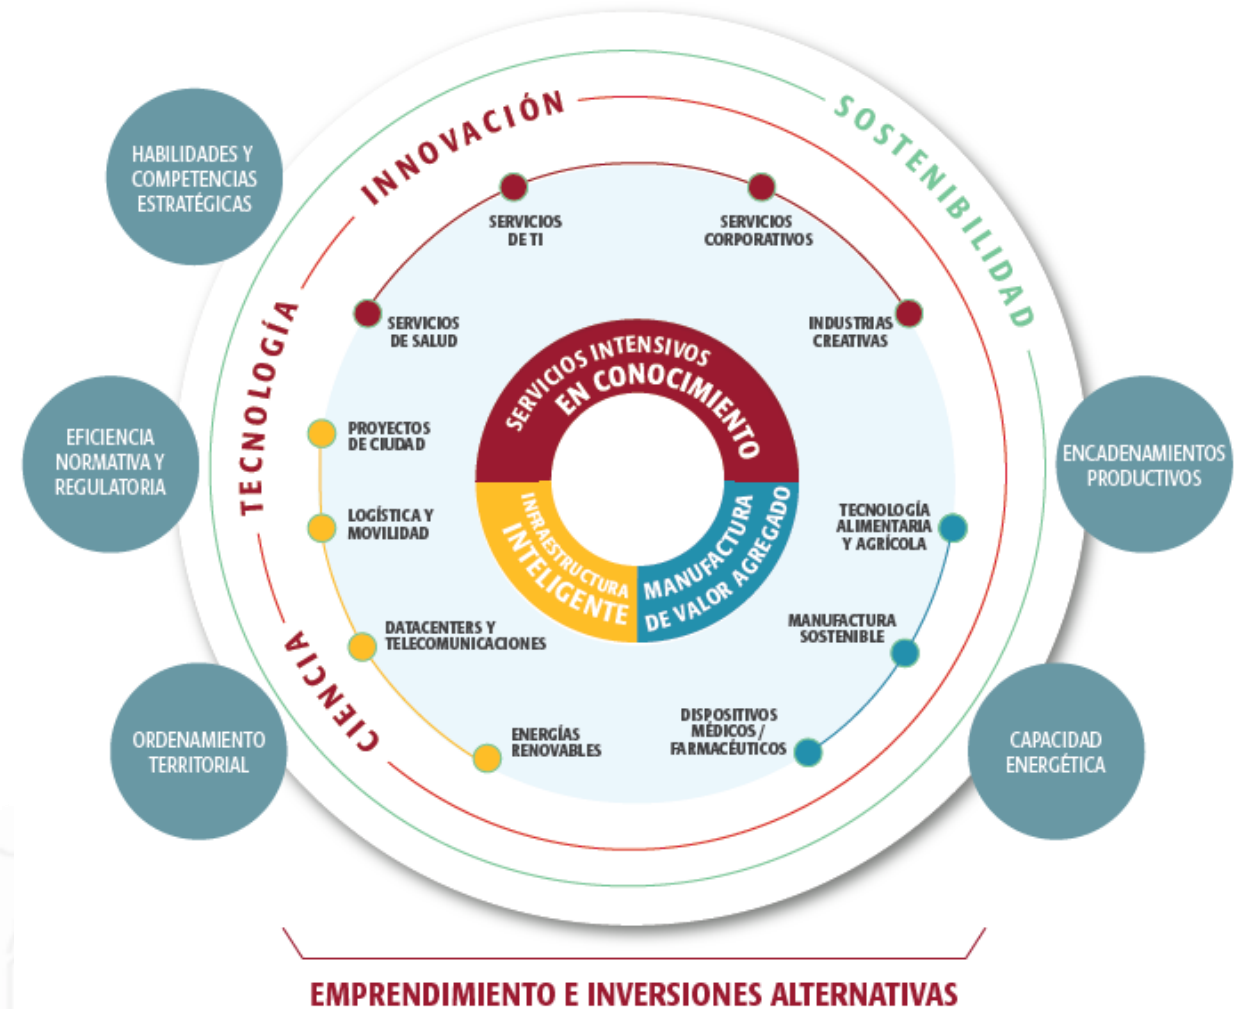 HABILIDADES Y
COMPETENCIAS
ESTRATÉGICAS
EFICIENCIA
NORMATIVA Y
REGULATORIA
ORDENAMIENTO
TERRITORIAL
INNOVACIÓN
TECNOLOGÍA
CIENCIA
SOSTENIBILIDAD
SERVICIOS
DE TI
SERVICIOS
CORPORATIVOS
SERVICIOS
DE SALUD
INDUSTRIAS
CREATIVAS
SERVICIOS INTENSIVOS
EN CONOCIMIENTO
INFRAESTRUCTURA
INTELIGENTE
MANUFACTURA
DE VALOR AGREGADO
PROYECTOS
DE CIUDAD
LOGÍSTICA Y
MOVILIDAD
DATACENTERS Y
TELECOMUNICACIONES
ENERGÍAS
RENOVABLES
TECNOLOGÍA
ALIMENTARIA
Y AGRÍCOLA
MANUFACTURA
SOSTENIBLE
DISPOSITIVOS
MÉDICOS /
FARMACÉUTICOS
ENCADENAMIENTOS
PRODUCTIVOS
CAPACIDAD
ENERGÉTICA
EMPRENDIMIENTO E INVERSIONES ALTERNATIVAS